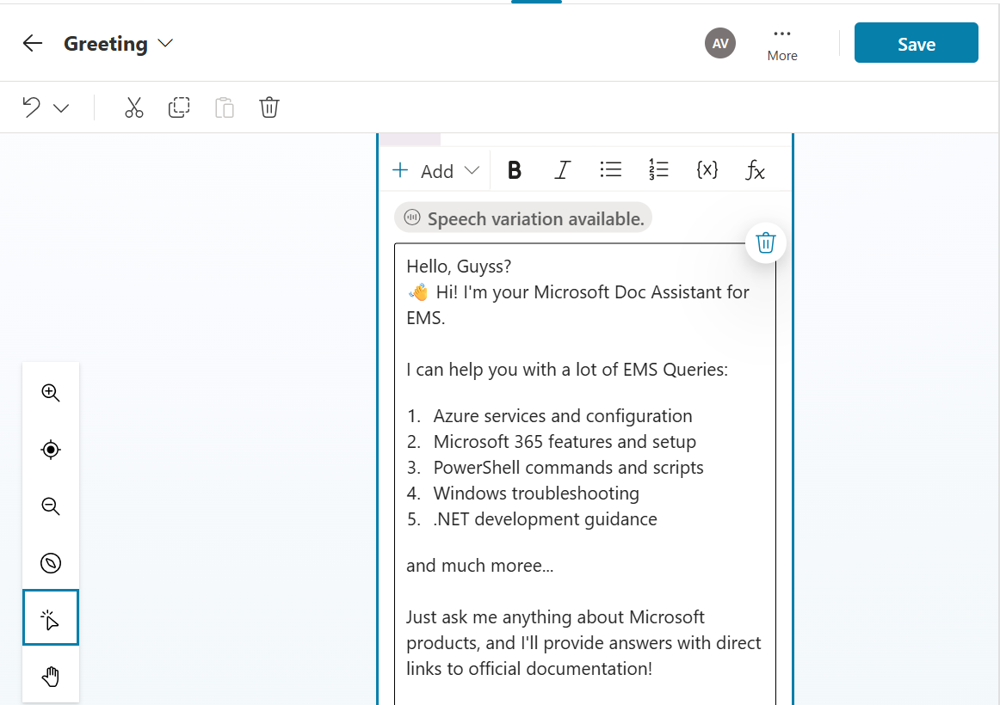 Greeting
AV
More
Save
Add
B
I
{x}
fx
Speech variation available.
Hello, Guyss?
👋 Hi! I'm your Microsoft Doc Assistant for
EMS.
I can help you with a lot of EMS Queries:
1. Azure services and configuration
2. Microsoft 365 features and setup
3. PowerShell commands and scripts
4. Windows troubleshooting
5. .NET development guidance
and much moree...
Just ask me anything about Microsoft
products, and I'll provide answers with direct
links to official documentation!